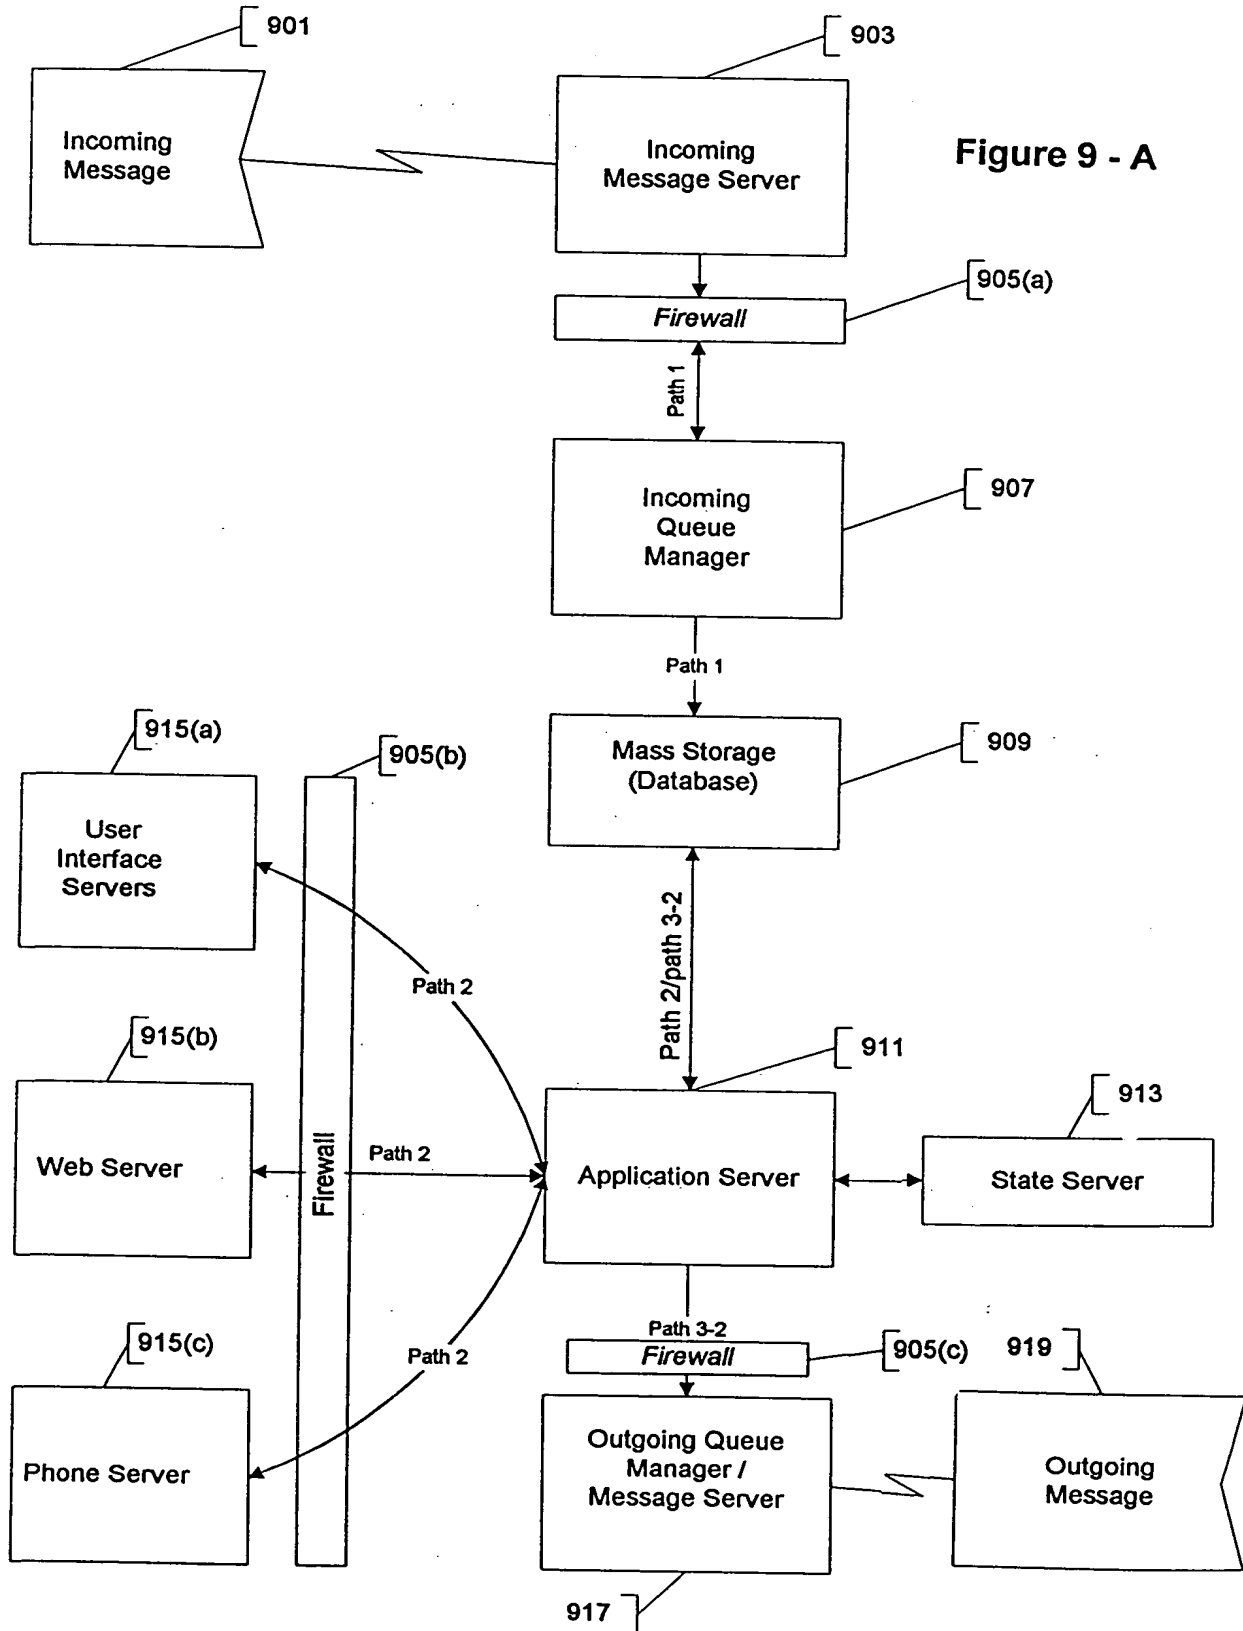 901
903
Incoming
Message
Incoming
Message Server
Figure 9 - A
905(a)
Firewall
Path 1
907
Incoming
Queue
Manager
Path 1
915(a)
905(b)
909
Mass Storage
(Database)
User
Interface
Servers
Path 2/path 3-2
Path 2
915(b)
911
913
Web Server
Firewall
Path 2
Application Server
State Server
915(c)
Path 2
Path 3-2
Firewall
905(c)
919
Phone Server
Outgoing Queue
Manager /
Message Server
Outgoing
Message
917